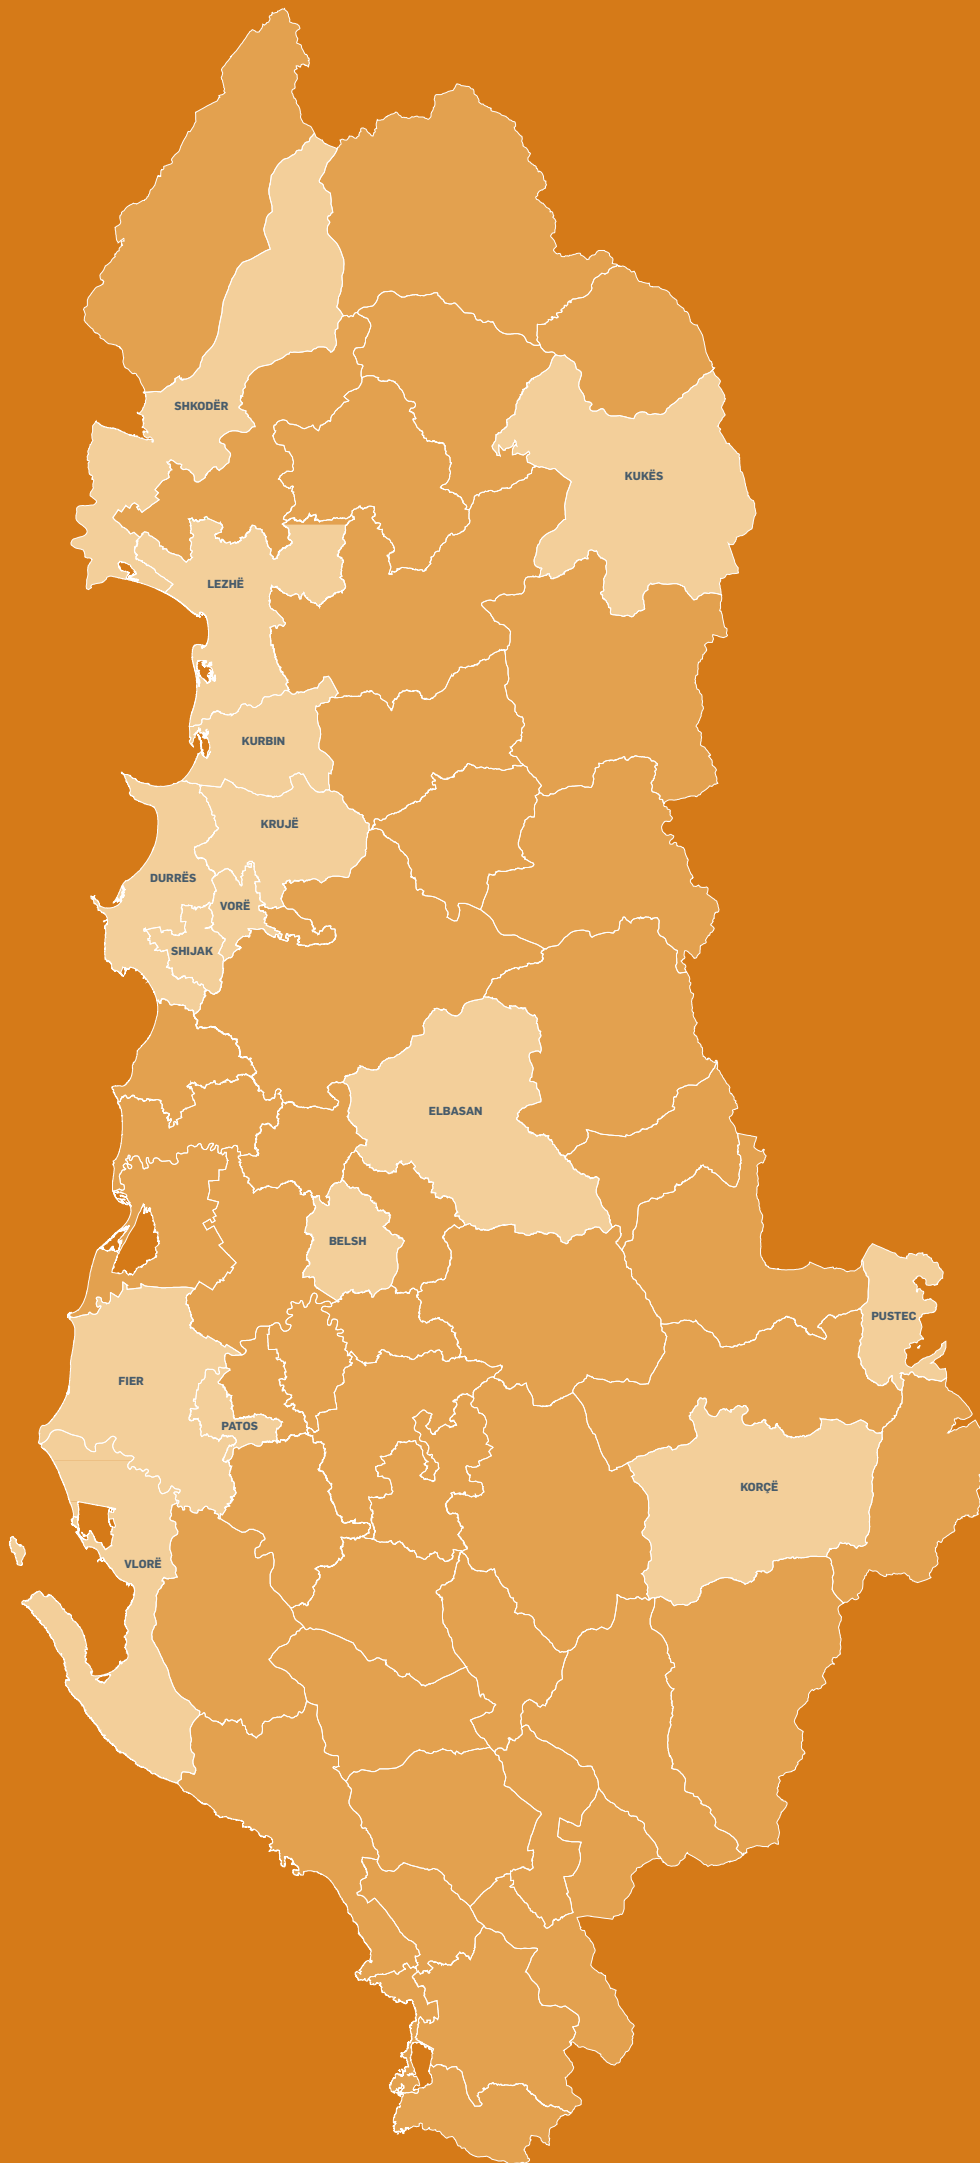 SHKODËR
KUKËS
LEZHË
KURBIN
KRUJË
DURRËS
VORË
SHIJAK
ELBASAN
BELSH
PUSTEC
FIER
PATOS
KORÇË
VLORË